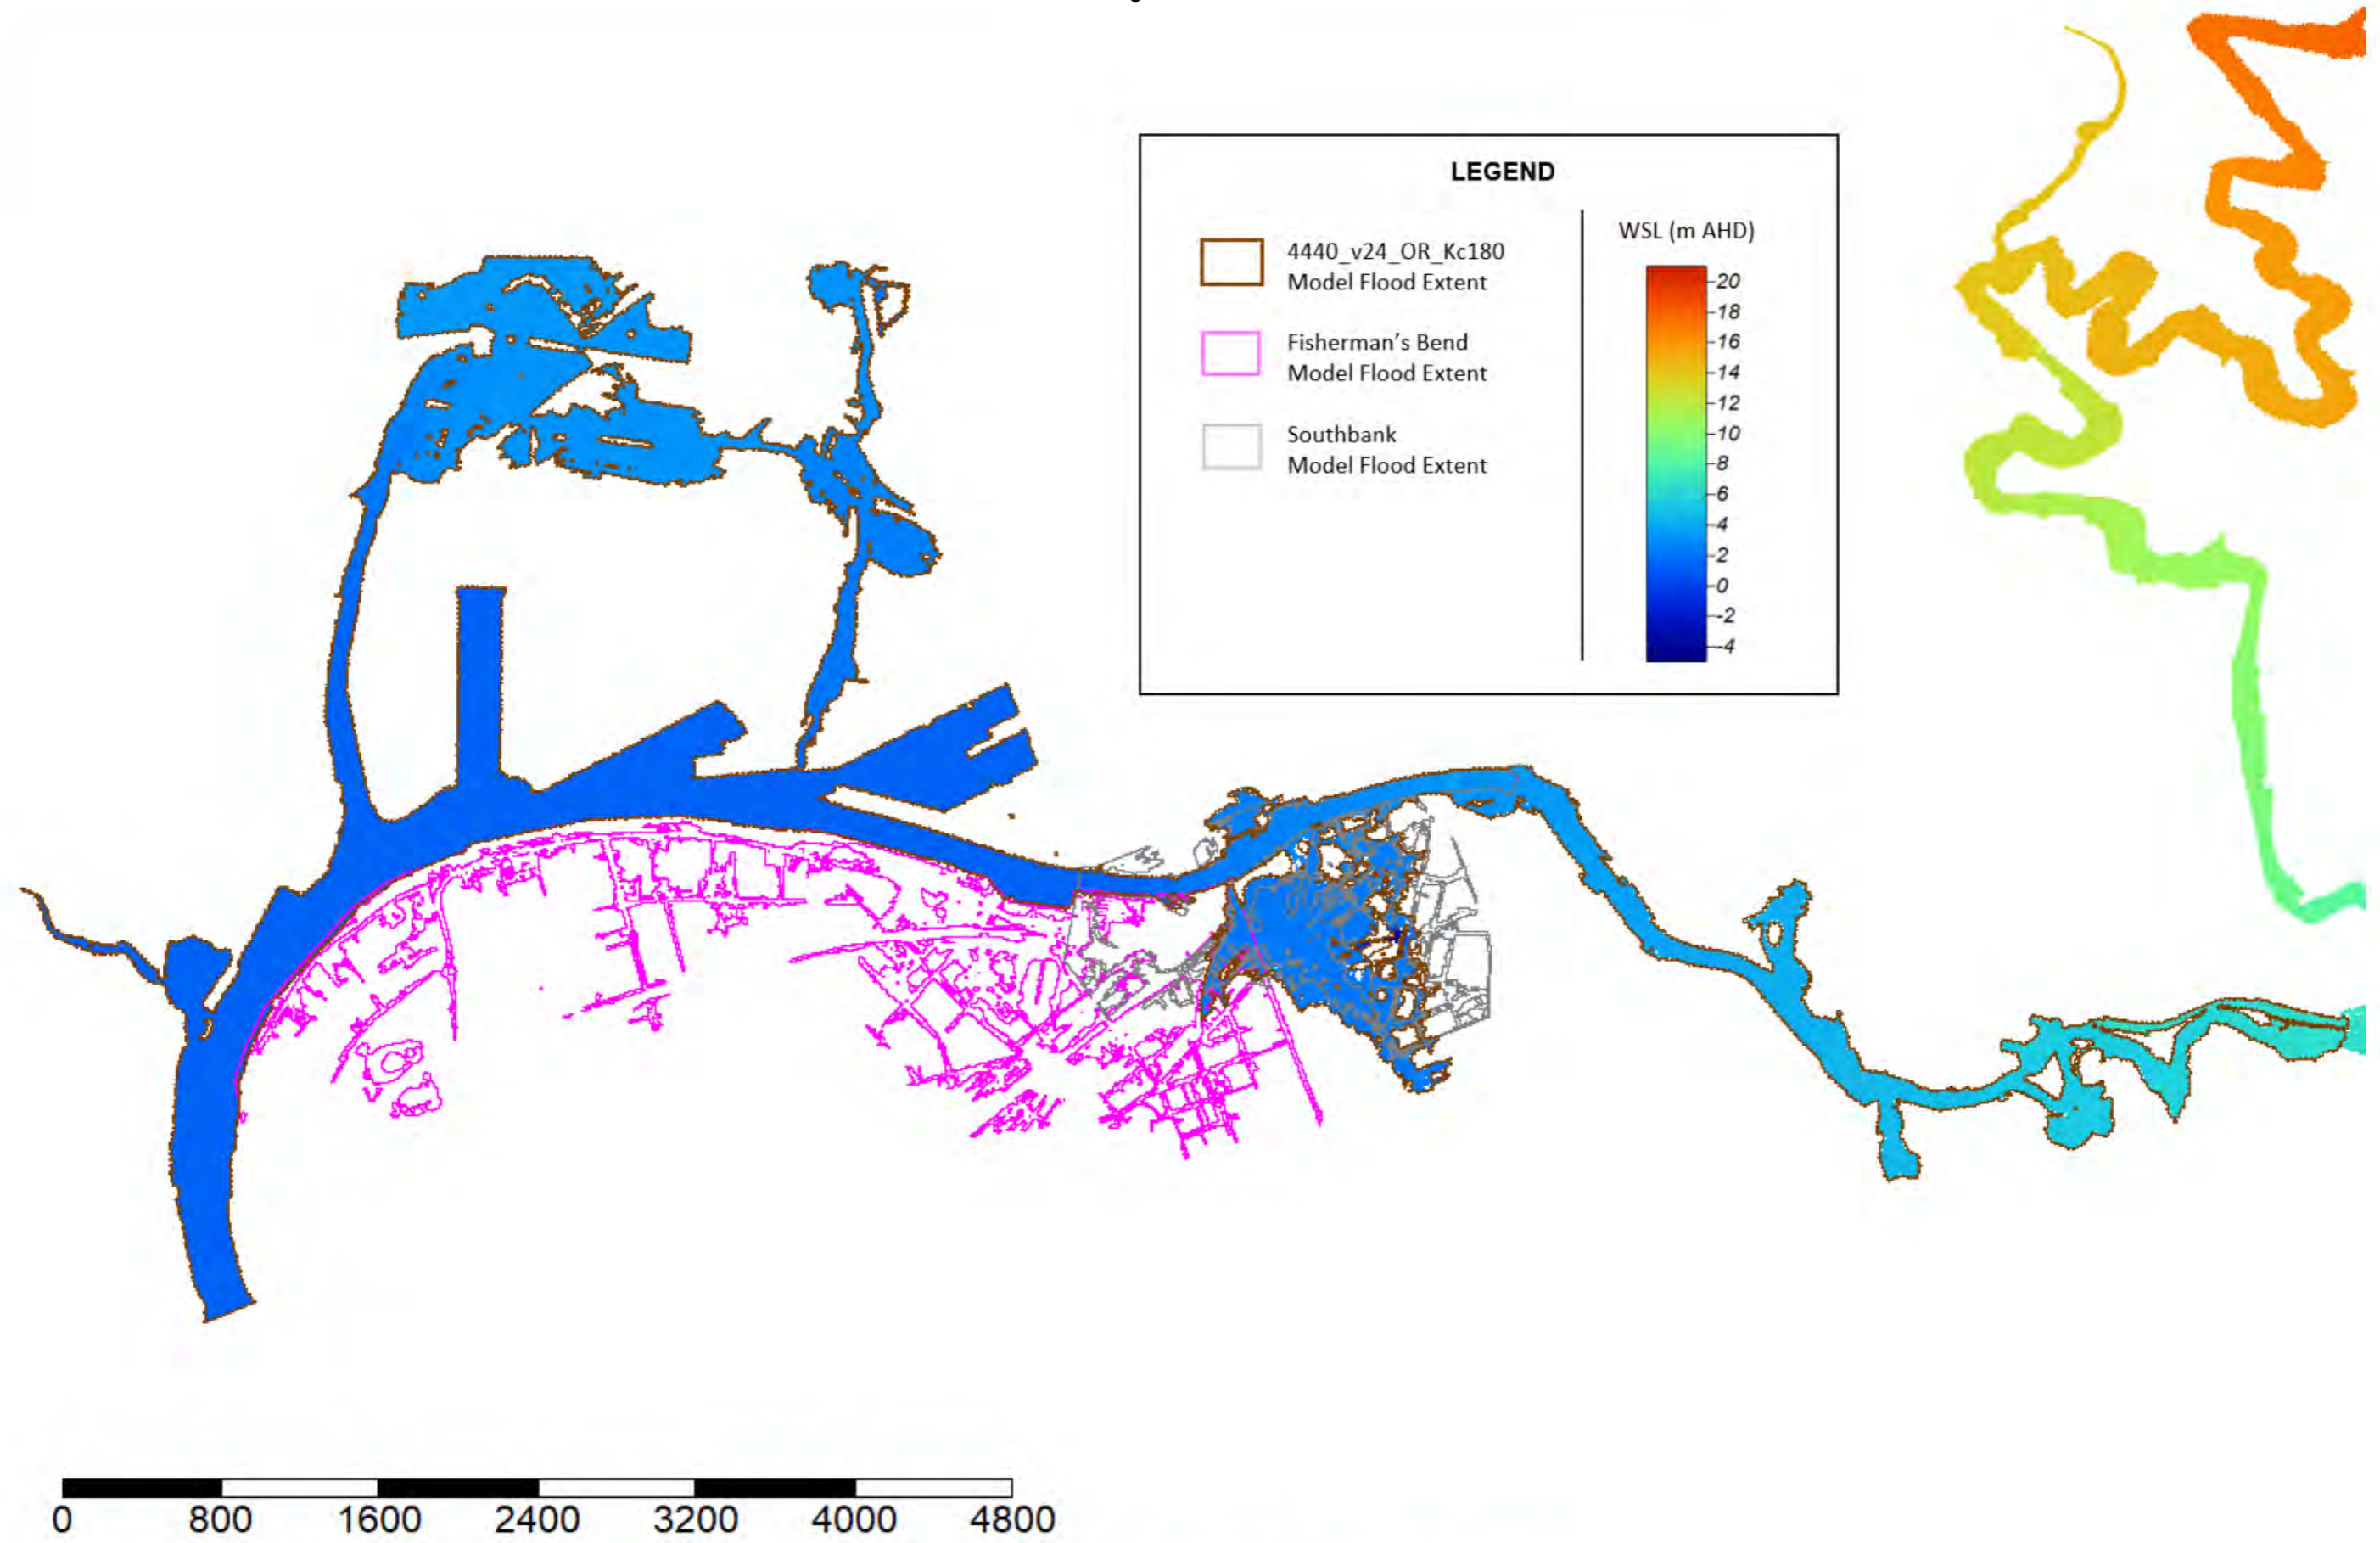 LEGEND
4440_v24_OR_Kc180
Model Flood Extent
Fisherman's Bend
Model Flood Extent
Southbank
Model Flood Extent
WSL (m AHD)
20
18
16
14
12
10
8
6
4
2
0
-2
-4
0 800 1600 2400 3200 4000 4800